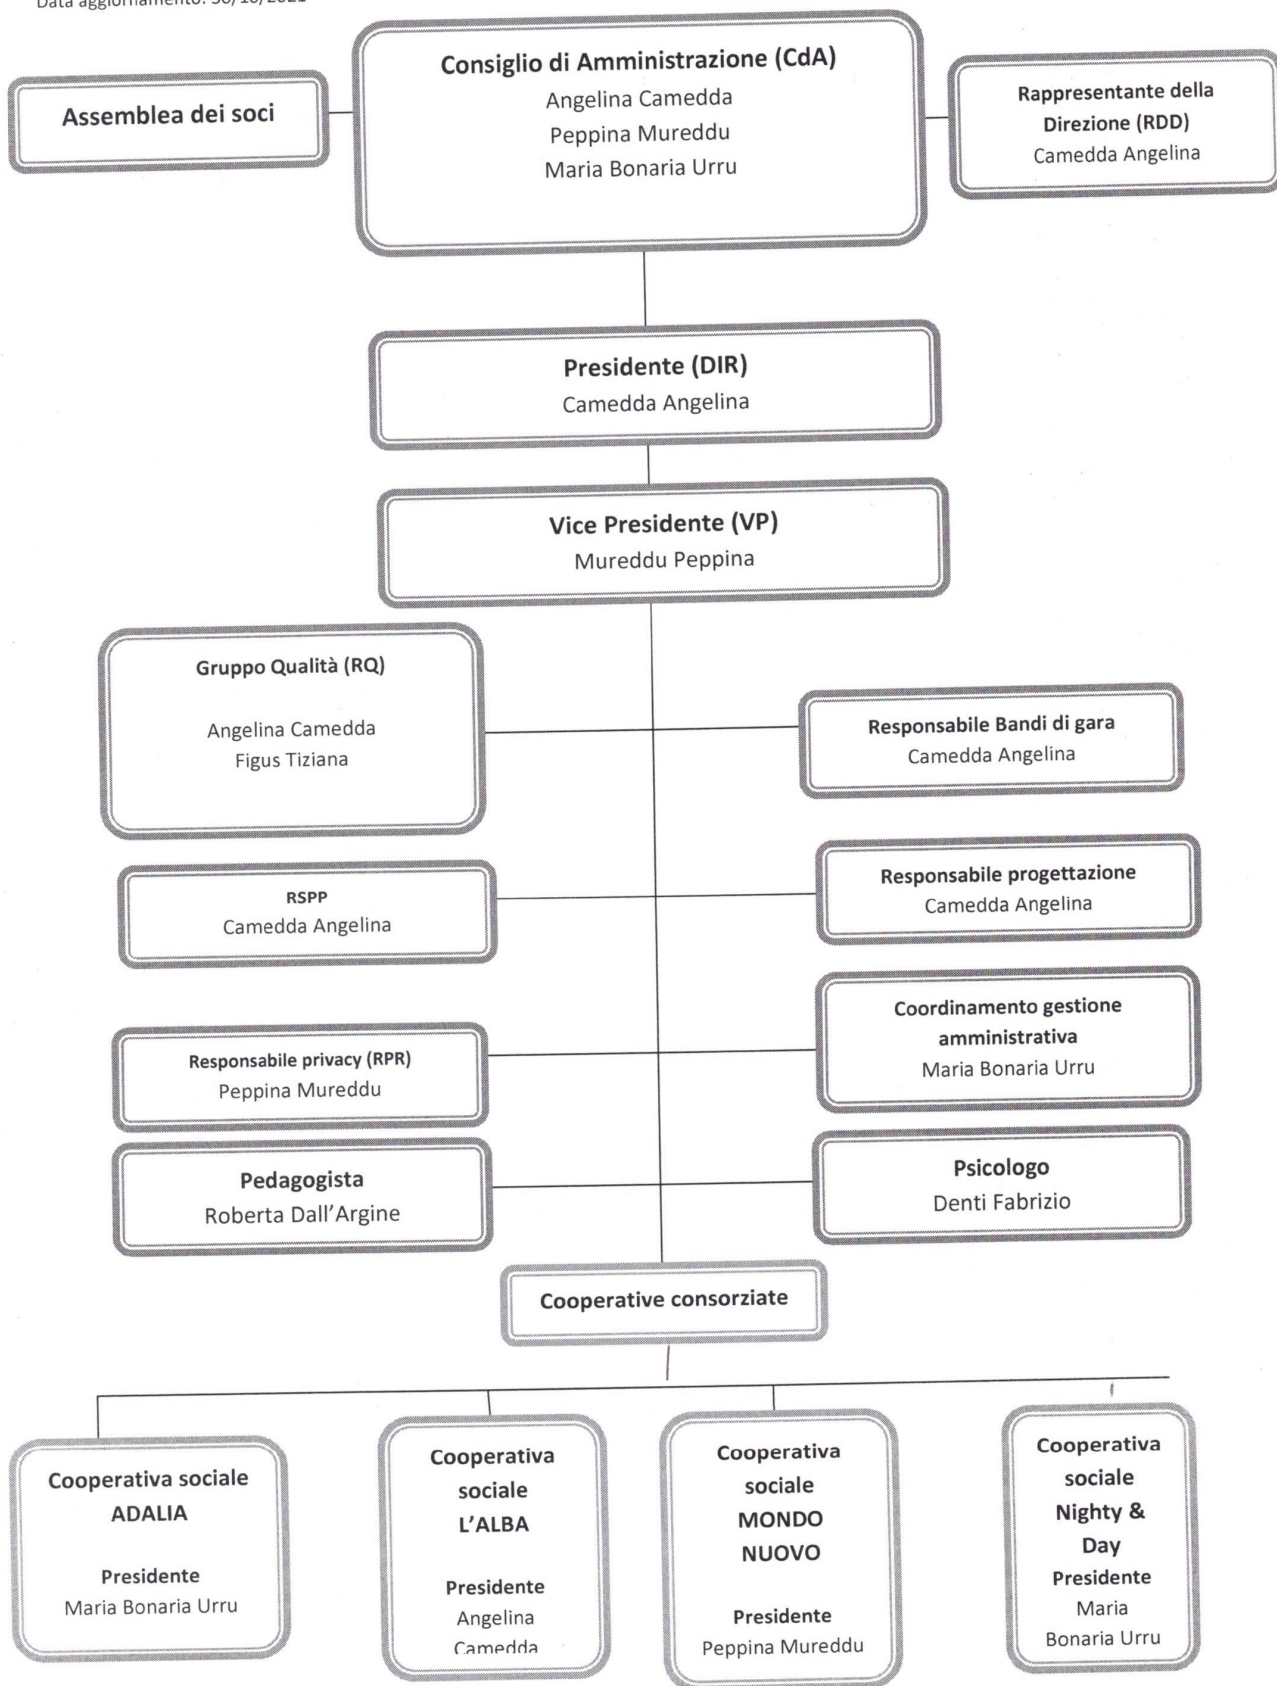 Data aggiornamento: 30/10/2021
Consiglio di Amministrazione (CdA)
Angelina Camedda
Peppina Mureddu
Maria Bonaria Urru
Assemblea dei soci
Rappresentante della
Direzione (RDD)
Camedda Angelina
Presidente (DIR)
Camedda Angelina
Vice Presidente (VP)
Mureddu Peppina
Gruppo Qualità (RQ)
Angelina Camedda
Figus Tiziana
Responsabile Bandi di gara
Camedda Angelina
RSPP
Camedda Angelina
Responsabile progettazione
Camedda Angelina
Responsabile privacy (RPR)
Peppina Mureddu
Coordinamento gestione
amministrativa
Maria Bonaria Urru
Pedagogista
Roberta Dall'Argine
Psicologo
Denti Fabrizio
Cooperative consorziate
Cooperativa sociale
ADALIA
Presidente
Maria Bonaria Urru
Cooperativa
sociale
L'ALBA
Presidente
Angelina
Camedda
Cooperativa
sociale
MONDO
NUOVO
Presidente
Peppina Mureddu
Cooperativa
sociale
Nighty &
Day
Presidente
Maria
Bonaria Urru